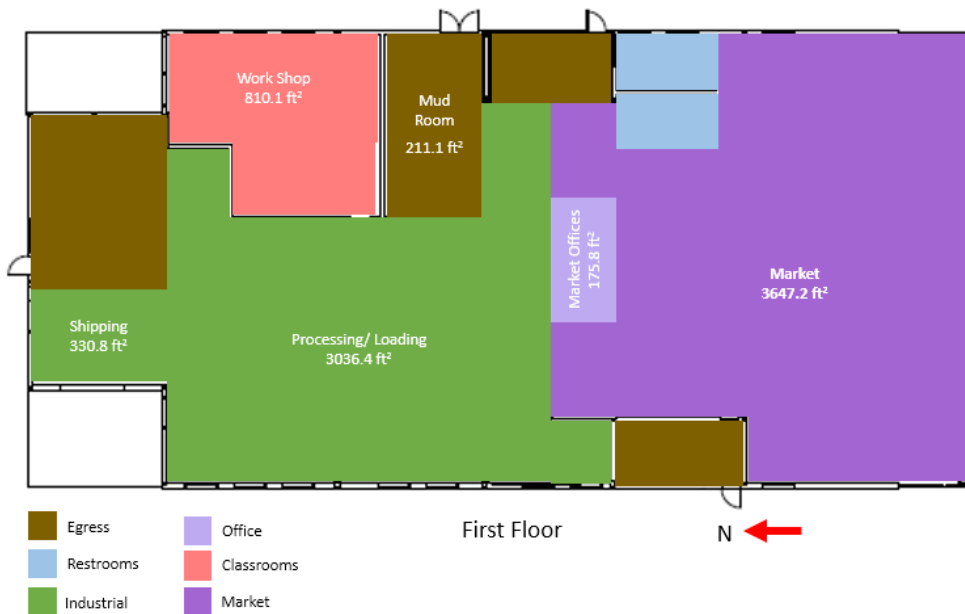 Work Shop
810.1 ft²
Mud
Room
211.1 ft²
Market Offices
175.8 ft²
Market
3647.2 ft²
Shipping
330.8 ft²
Processing/ Loading
3036.4 ft²
Egress
Office
First Floor
N
Restrooms
Classrooms
Industrial
Market